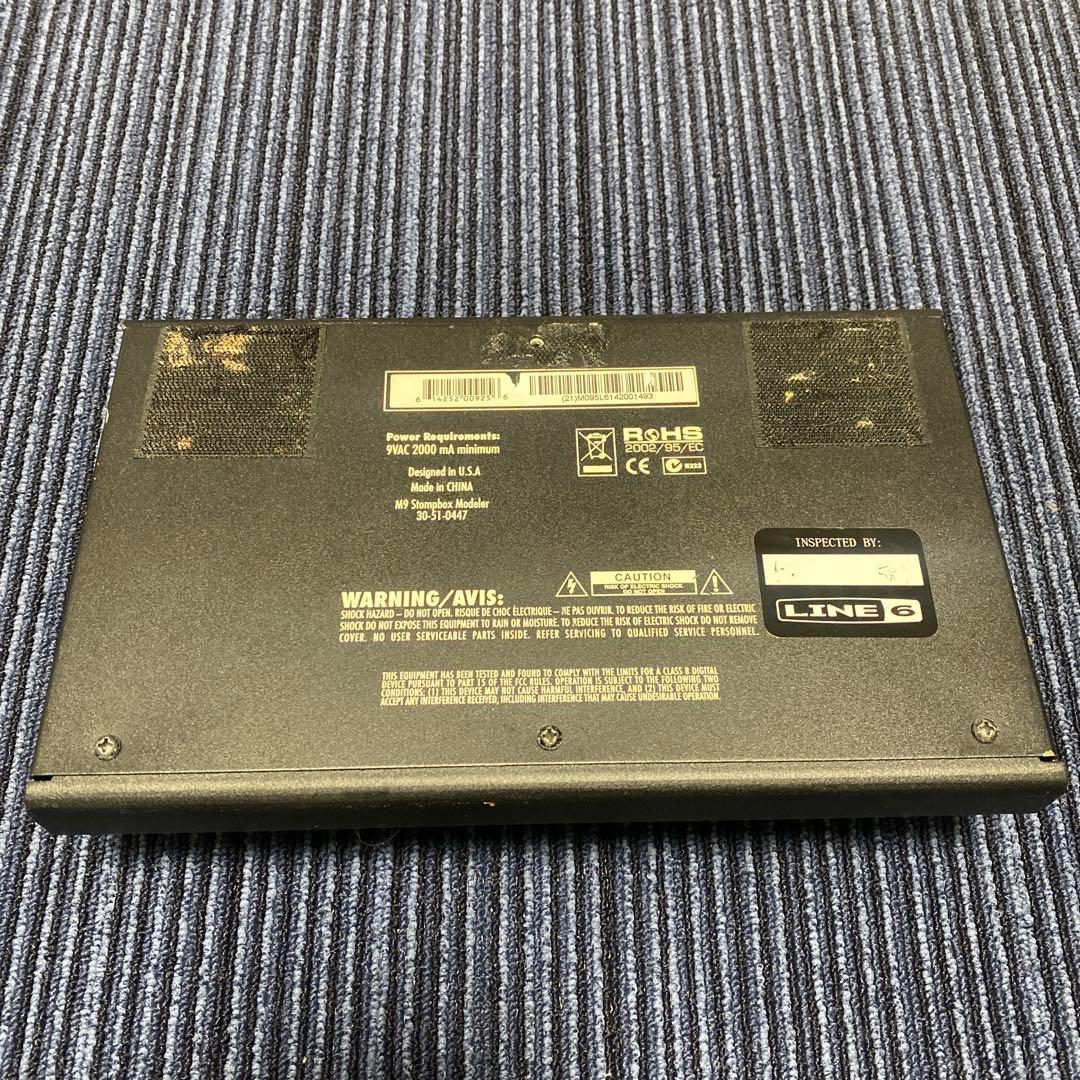 6 14252 00925 6
(21)M095L6142001493
Power Requirements:
9VAC 2000 mA minimum
Designed in U.S.A
Made in CHINA
M9 Stompbox Modeler
30-51-0447
RoHS
2002/95/EC
CE
N223
INSPECTED BY:
LINE 6
CAUTION
RISK OF ELECTRIC SHOCK
DO NOT OPEN
WARNING/AVIS:
SHOCK HAZARD – DO NOT OPEN. RISQUE DE CHOC ÉLECTRIQUE – NE PAS OUVRIR. TO REDUCE THE RISK OF FIRE OR ELECTRIC
SHOCK DO NOT EXPOSE THIS EQUIPMENT TO RAIN OR MOISTURE. TO REDUCE THE RISK OF ELECTRIC SHOCK DO NOT REMOVE
COVER. NO USER SERVICEABLE PARTS INSIDE. REFER SERVICING TO QUALIFIED SERVICE PERSONNEL.
THIS EQUIPMENT HAS BEEN TESTED AND FOUND TO COMPLY WITH THE LIMITS FOR A CLASS B DIGITAL
DEVICE PURSUANT TO PART 15 OF THE FCC RULES. OPERATION IS SUBJECT TO THE FOLLOWING TWO
CONDITIONS: (1) THIS DEVICE MAY NOT CAUSE HARMFUL INTERFERENCE, AND (2) THIS DEVICE MUST
ACCEPT ANY INTERFERENCE RECEIVED, INCLUDING INTERFERENCE THAT MAY CAUSE UNDESIRABLE OPERATION.